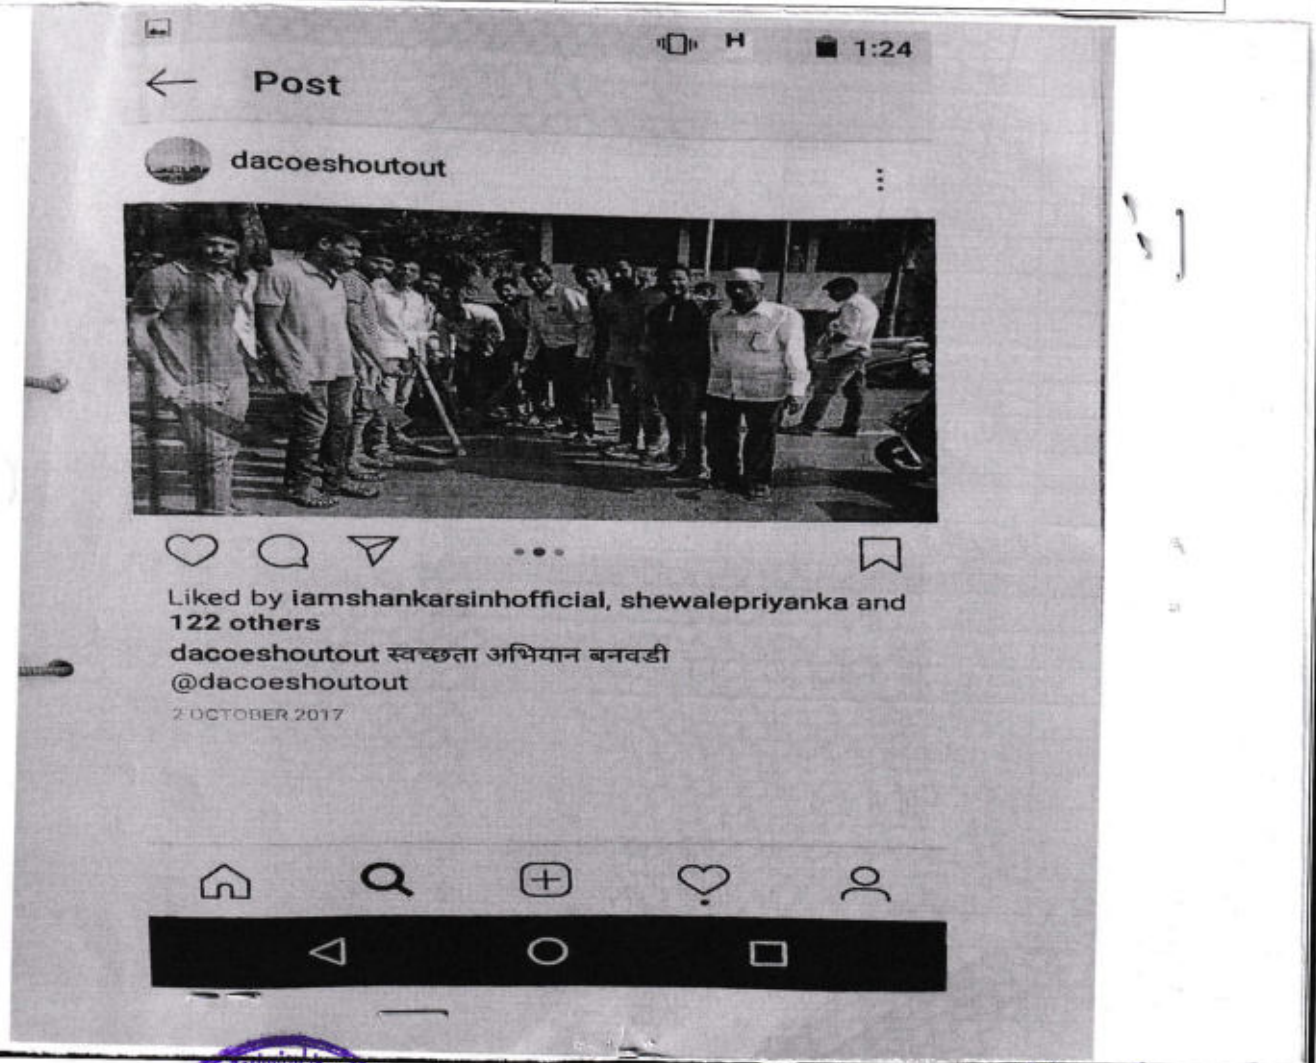 H 1:24
Post
dacoeshoutout
Liked by iamshankarsinhofficial, shewalepriyanka and
122 others
dacoeshoutout स्वच्छता अभियान बनवडी
@dacoeshoutout
2 OCTOBER 2017